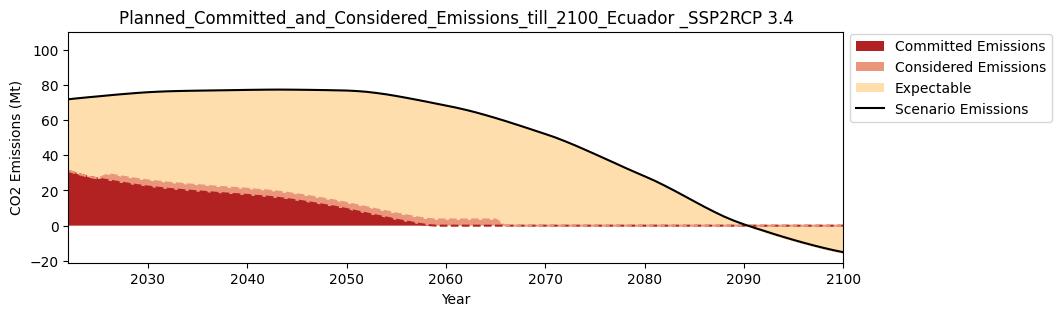 Planned_Committed_and_Considered_Emissions_till_2100_Ecuador _SSP2RCP 3.4
CO2 Emissions (Mt)
100
80
60
40
20
0
−20
2030 2040 2050 2060 2070 2080 2090 2100
Year
Committed Emissions
Considered Emissions
Expectable
Scenario Emissions